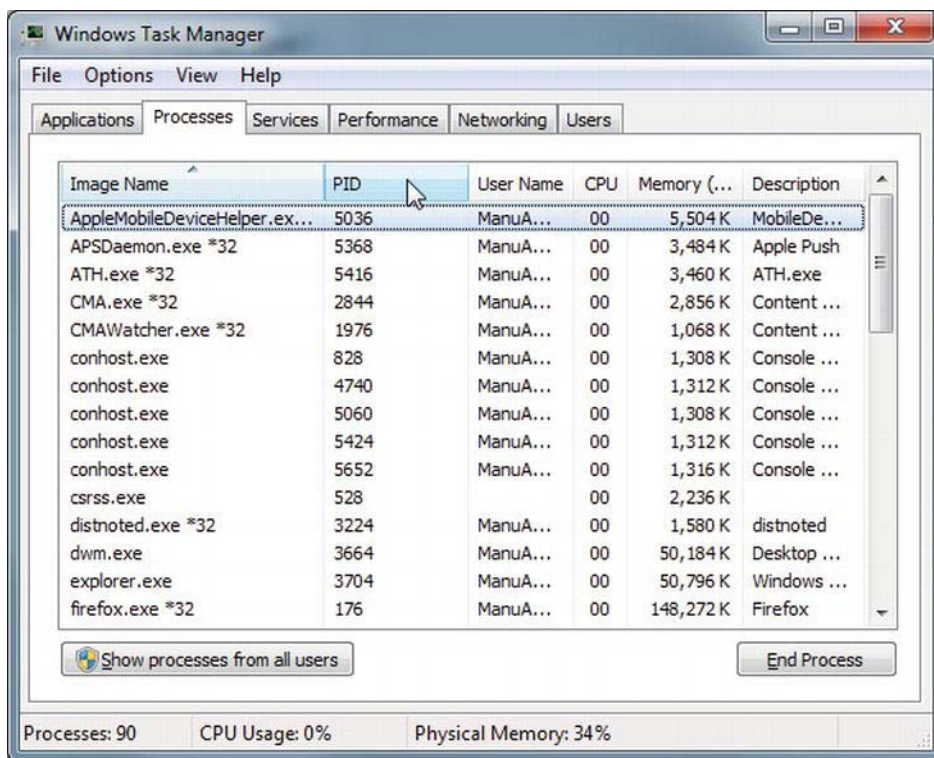 Windows Task Manager
File Options View Help
Applications Processes Services Performance Networking Users
Image Name PID User Name CPU Memory (... Description
AppleMobileDeviceHelper.ex... 5036 ManuA... 00 5,504 K MobileDe...
APSDaemon.exe *32 5368 ManuA... 00 3,484 K Apple Push
ATH.exe *32 5416 ManuA... 00 3,460 K ATH.exe
CMA.exe *32 2844 ManuA... 00 2,856 K Content ...
CMAWatcher.exe *32 1976 ManuA... 00 1,068 K Content ...
conhost.exe 828 ManuA... 00 1,308 K Console ...
conhost.exe 4740 ManuA... 00 1,312 K Console ...
conhost.exe 5060 ManuA... 00 1,308 K Console ...
conhost.exe 5424 ManuA... 00 1,312 K Console ...
conhost.exe 5652 ManuA... 00 1,316 K Console ...
csrss.exe 528 00 2,236 K
distnoted.exe *32 3224 ManuA... 00 1,580 K distnoted
dwm.exe 3664 ManuA... 00 50,184 K Desktop ...
explorer.exe 3704 ManuA... 00 50,796 K Windows ...
firefox.exe *32 176 ManuA... 00 148,272 K Firefox
Show processes from all users End Process
Processes: 90 CPU Usage: 0% Physical Memory: 34%